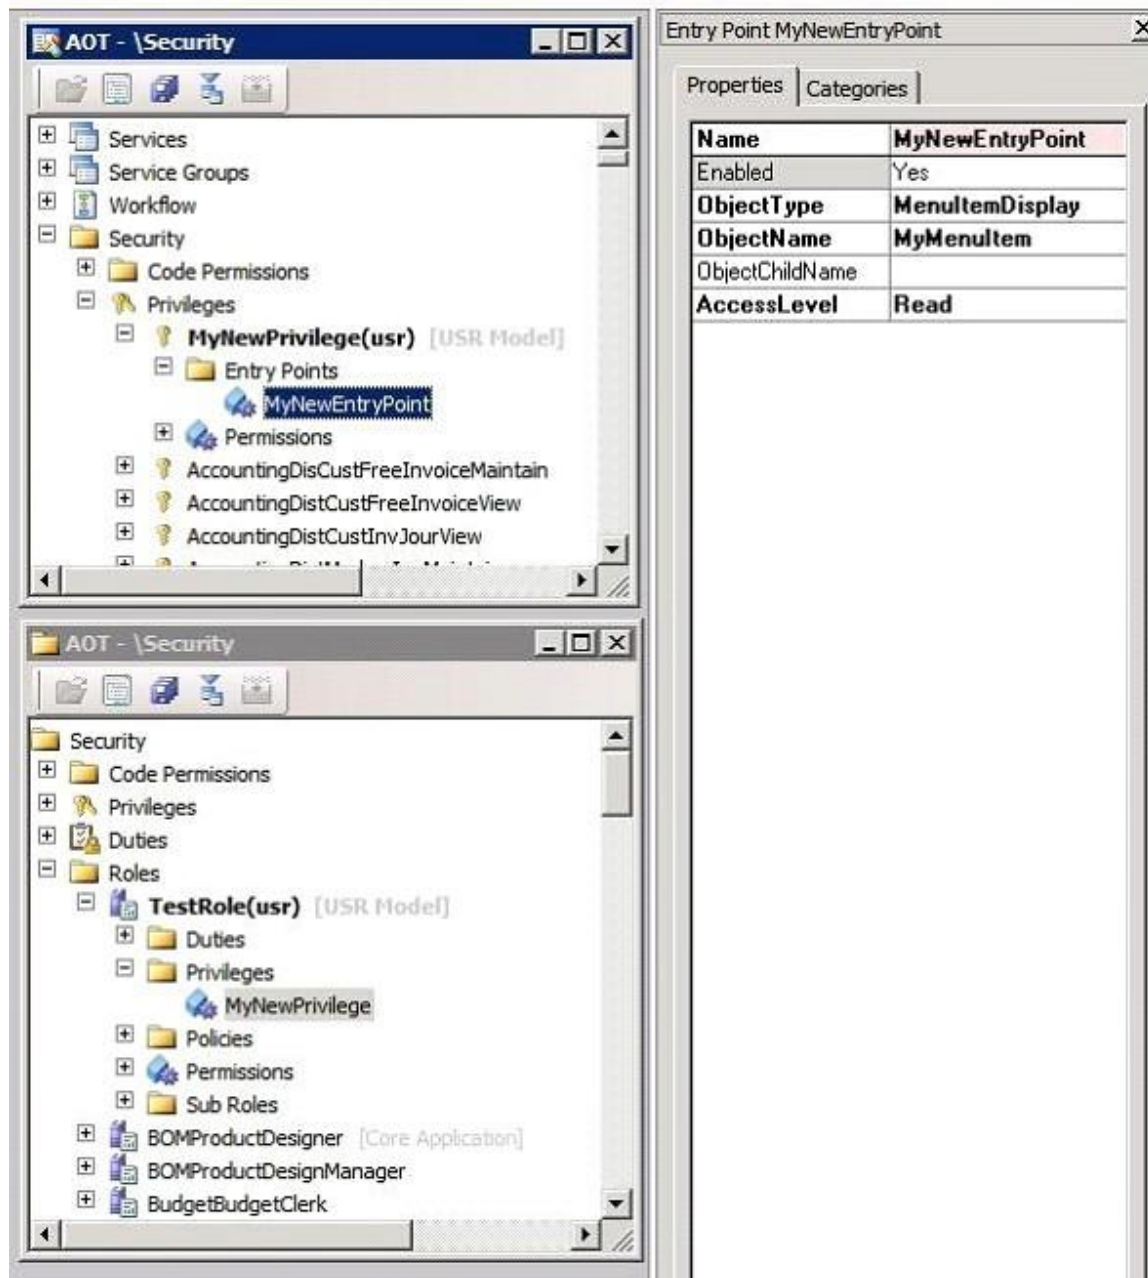 AOT - \Security
Services
Service Groups
Workflow
Security
Code Permissions
Privileges
MyNewPrivilege(usr) [USR Model]
Entry Points
MyNewEntryPoint
Permissions
AccountingDisCustFreeInvoiceMaintain
AccountingDistCustFreeInvoiceView
AccountingDistCustInvJourView
AOT - \Security
Security
Code Permissions
Privileges
Duties
Roles
TestRole(usr) [USR Model]
Duties
Privileges
MyNewPrivilege
Policies
Permissions
Sub Roles
BOMProductDesigner [Core Application]
BOMProductDesignManager
BudgetBudgetClerk
Entry Point MyNewEntryPoint
Properties Categories
Name MyNewEntryPoint
Enabled Yes
ObjectType MenuItemDisplay
ObjectName MyMenuItem
ObjectChildName
AccessLevel Read